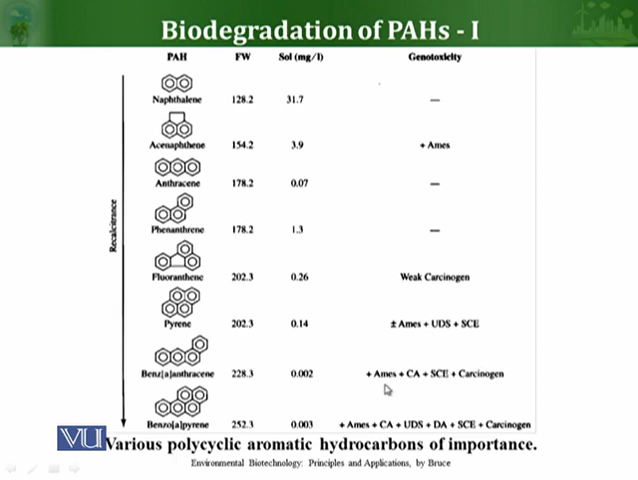 Biodegradation of PAHs - I
PAH FW Sol (mg/l) Genotoxicity
Naphthalene 128.2 31.7 —
Acenaphthene 154.2 3.9 + Ames
Anthracene 178.2 0.07 —
Phenanthrene 178.2 1.3 —
Fluoranthene 202.3 0.26 Weak Carcinogen
Pyrene 202.3 0.14 ± Ames + UDS + SCE
Benz[a]anthracene 228.3 0.002 + Ames + CA + SCE + Carcinogen
Benzo[a]pyrene 252.3 0.003 + Ames + CA + UDS + DA + SCE + Carcinogen
Recalcitrance
VU
Various polycyclic aromatic hydrocarbons of importance.
Environmental Biotechnology: Principles and Applications, by Bruce